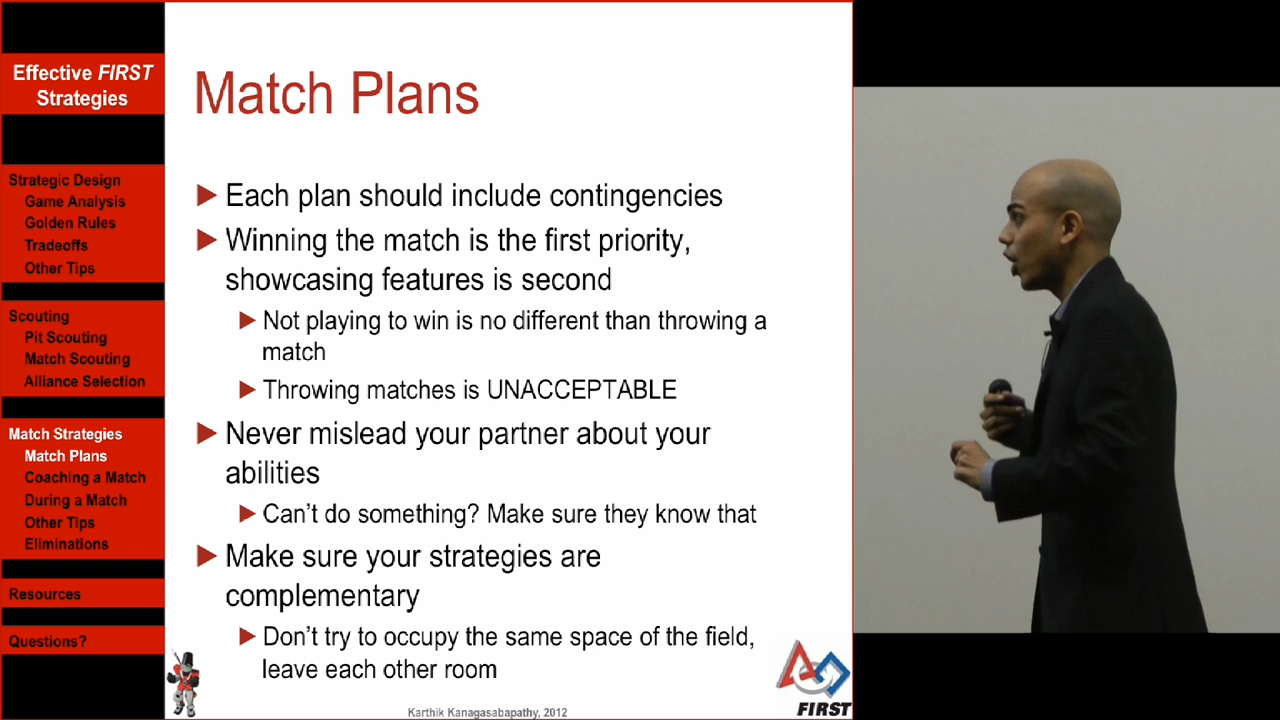 Effective FIRST
Strategies
Strategic Design
Game Analysis
Golden Rules
Tradeoffs
Other Tips
Scouting
Pit Scouting
Match Scouting
Alliance Selection
Match Strategies
Match Plans
Coaching a Match
During a Match
Other Tips
Eliminations
Resources
Questions?
Match Plans
Each plan should include contingencies
Winning the match is the first priority,
showcasing features is second
Not playing to win is no different than throwing a
match
Throwing matches is UNACCEPTABLE
Never mislead your partner about your
abilities
Can't do something? Make sure they know that
Make sure your strategies are
complementary
Don't try to occupy the same space of the field,
leave each other room
Karthik Kanagasabapathy, 2012
FIRST